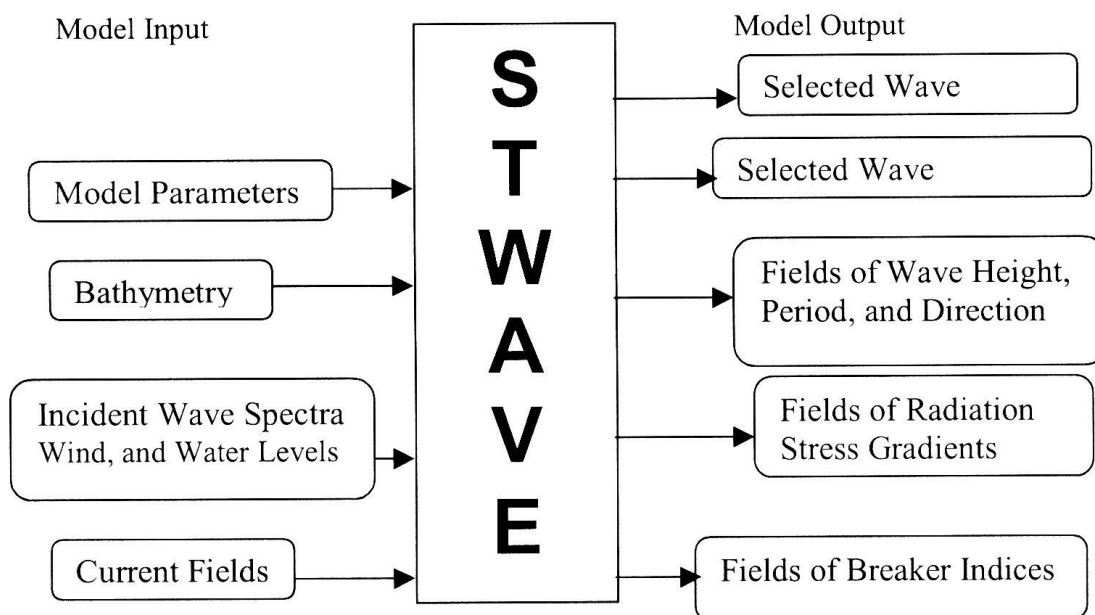 Model Input
Model Parameters
Bathymetry
Incident Wave Spectra
Wind, and Water Levels
Current Fields
S
T
W
A
V
E
Model Output
Selected Wave
Selected Wave
Fields of Wave Height,
Period, and Direction
Fields of Radiation
Stress Gradients
Fields of Breaker Indices